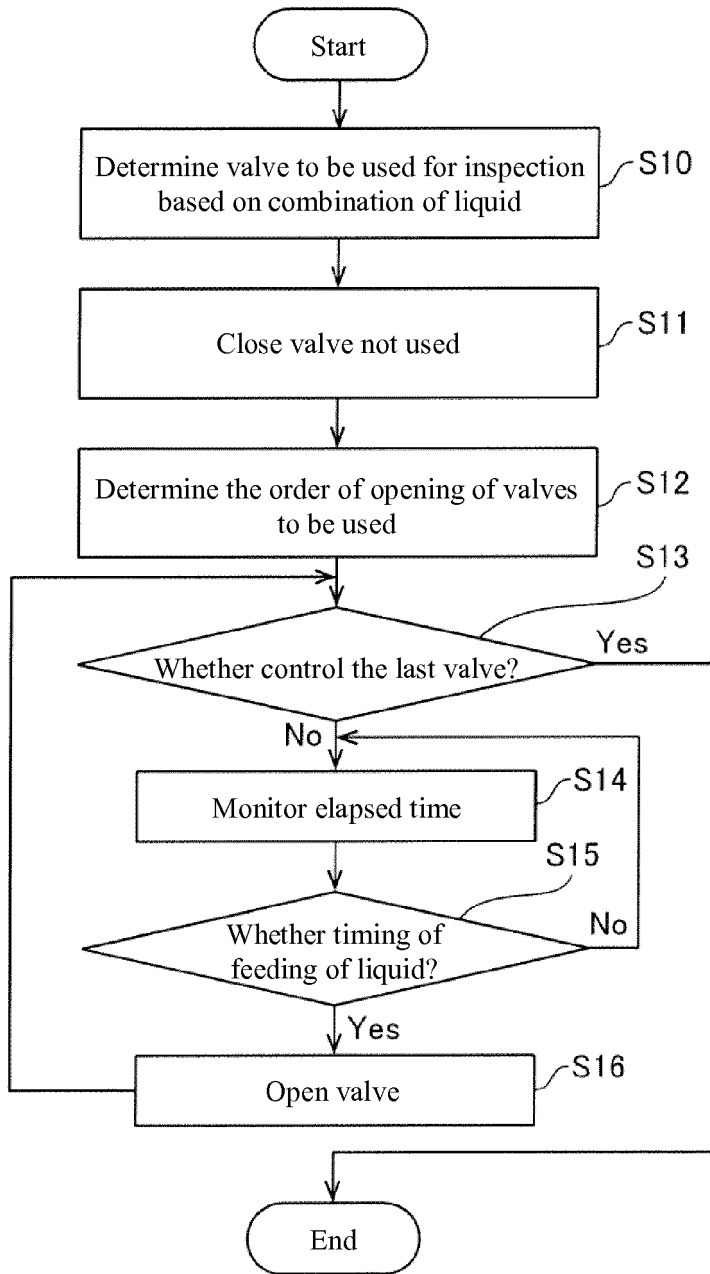 Start
Determine valve to be used for inspection
based on combination of liquid
S10
Close valve not used
S11
Determine the order of opening of valves
to be used
S12
S13
Whether control the last valve?
Yes
No
Monitor elapsed time
S14
S15
Whether timing of
feeding of liquid?
No
Yes
Open valve
S16
End